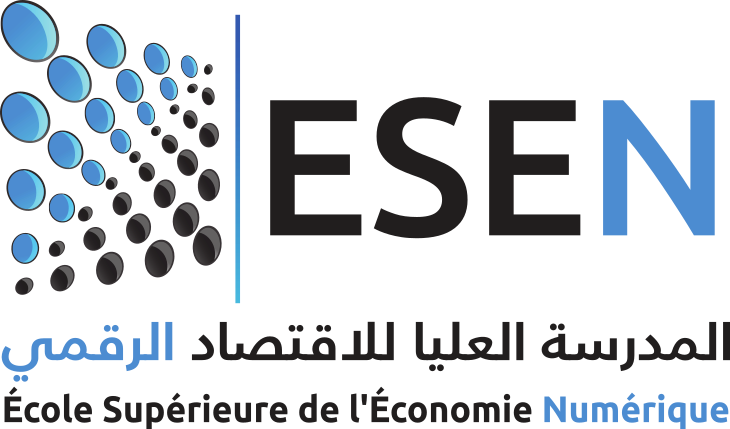 ESEN
المدرسة العليا للاقتصاد الرقمي
École Supérieure de l'Économie Numérique